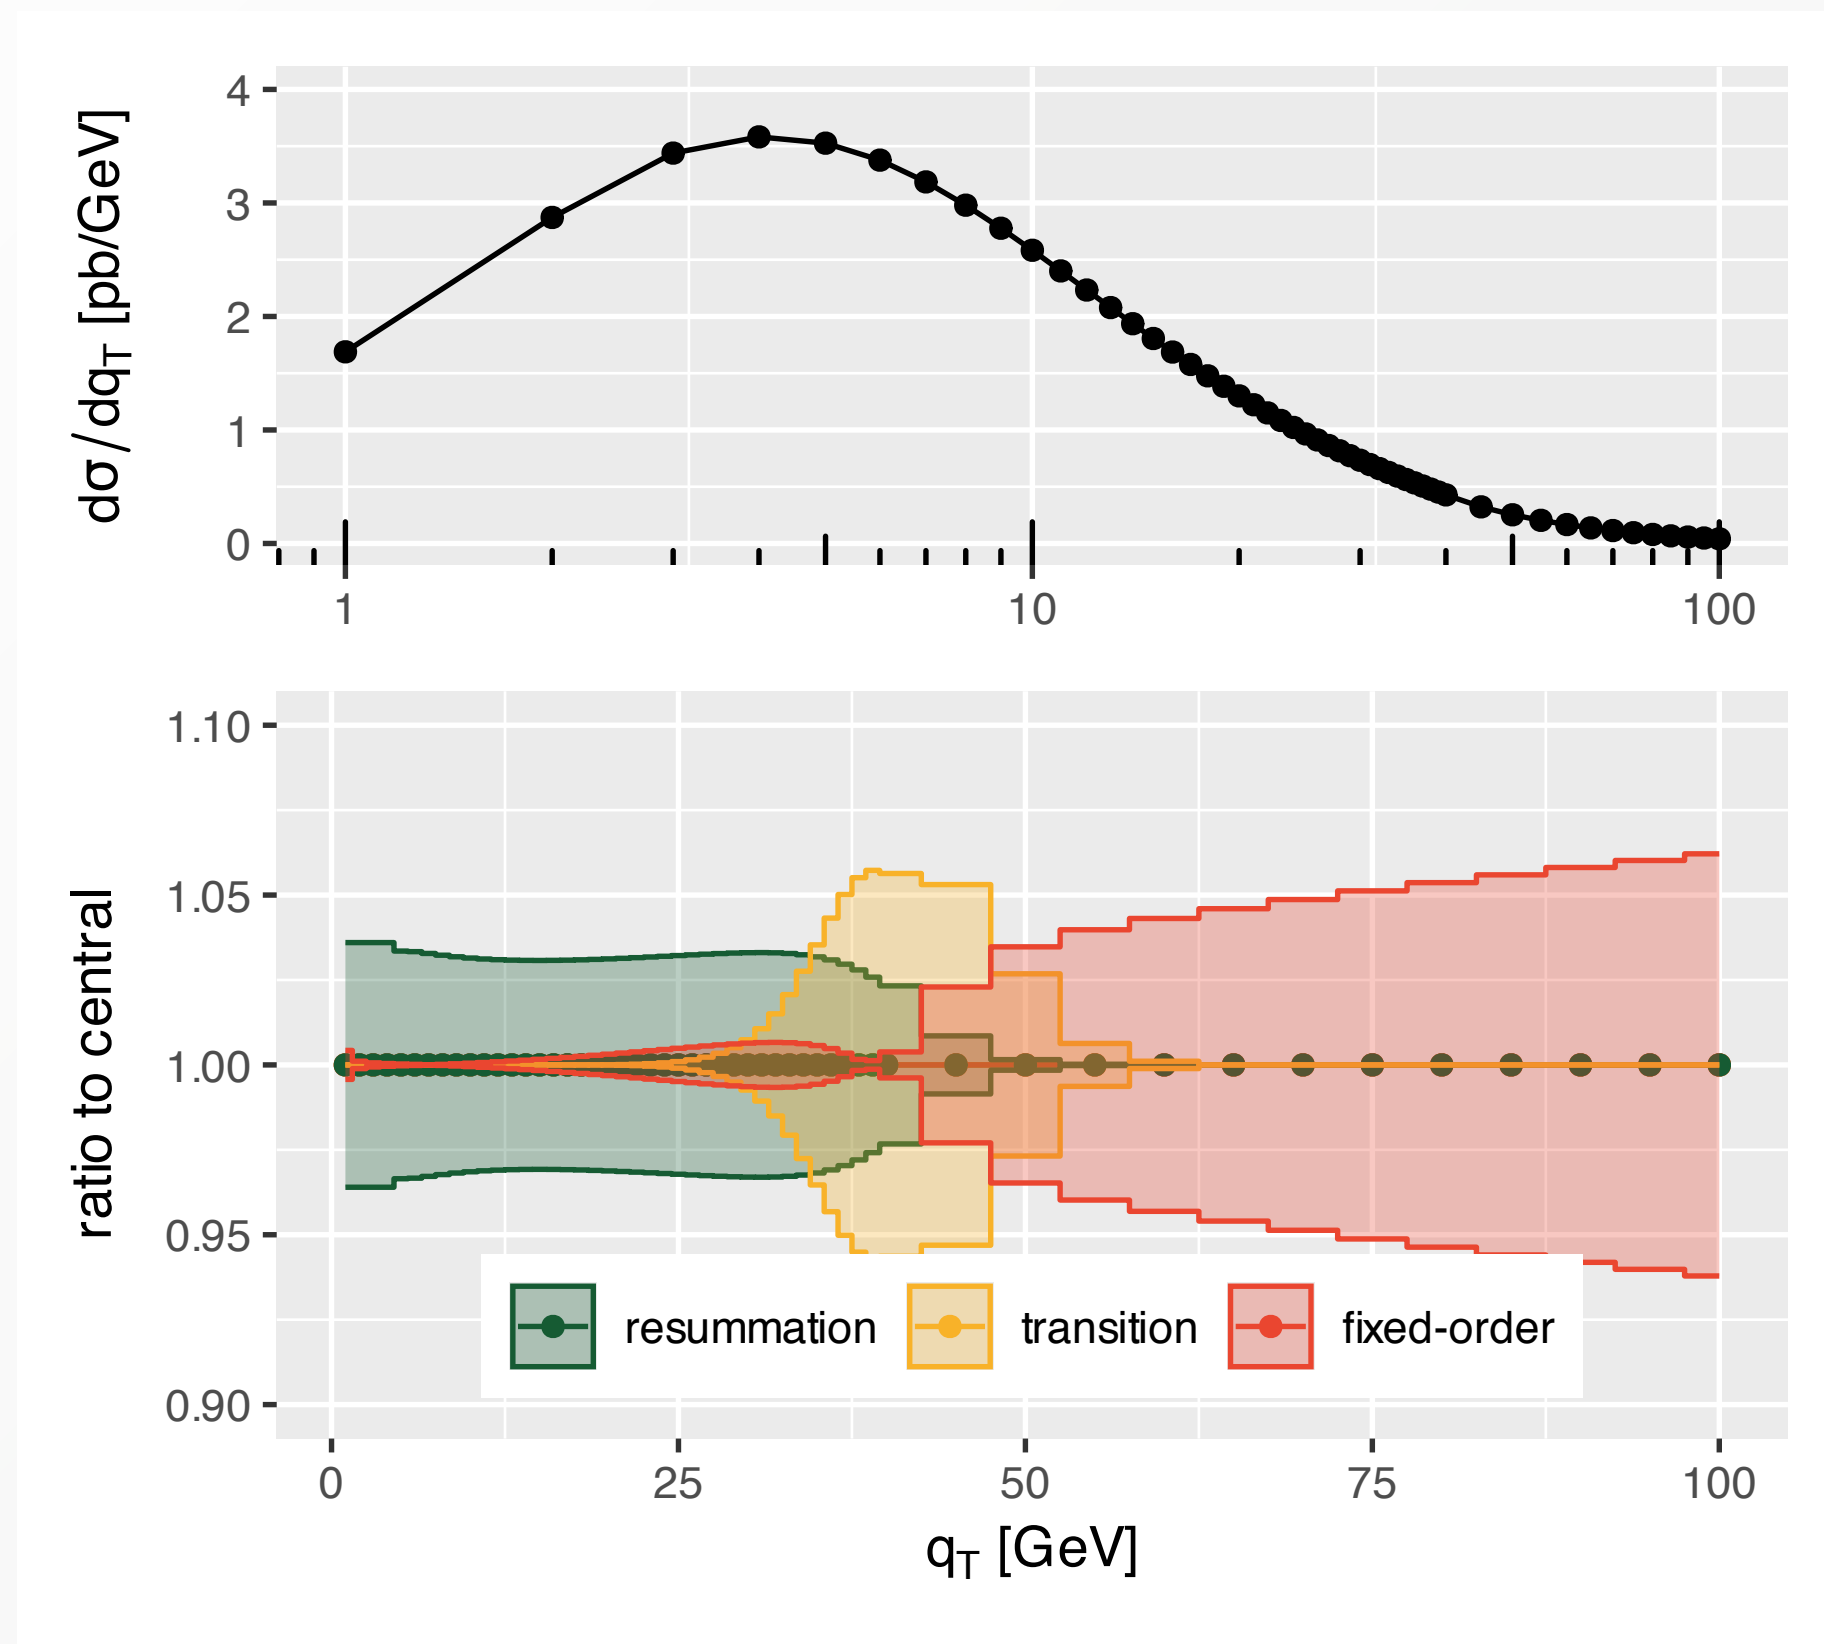 dσ/dqT [pb/GeV]
4
3
2
1
0
1 10 100
ratio to central
1.10
1.05
1.00
0.95
0.90
resummation transition fixed-order
0 25 50 75 100
qT [GeV]